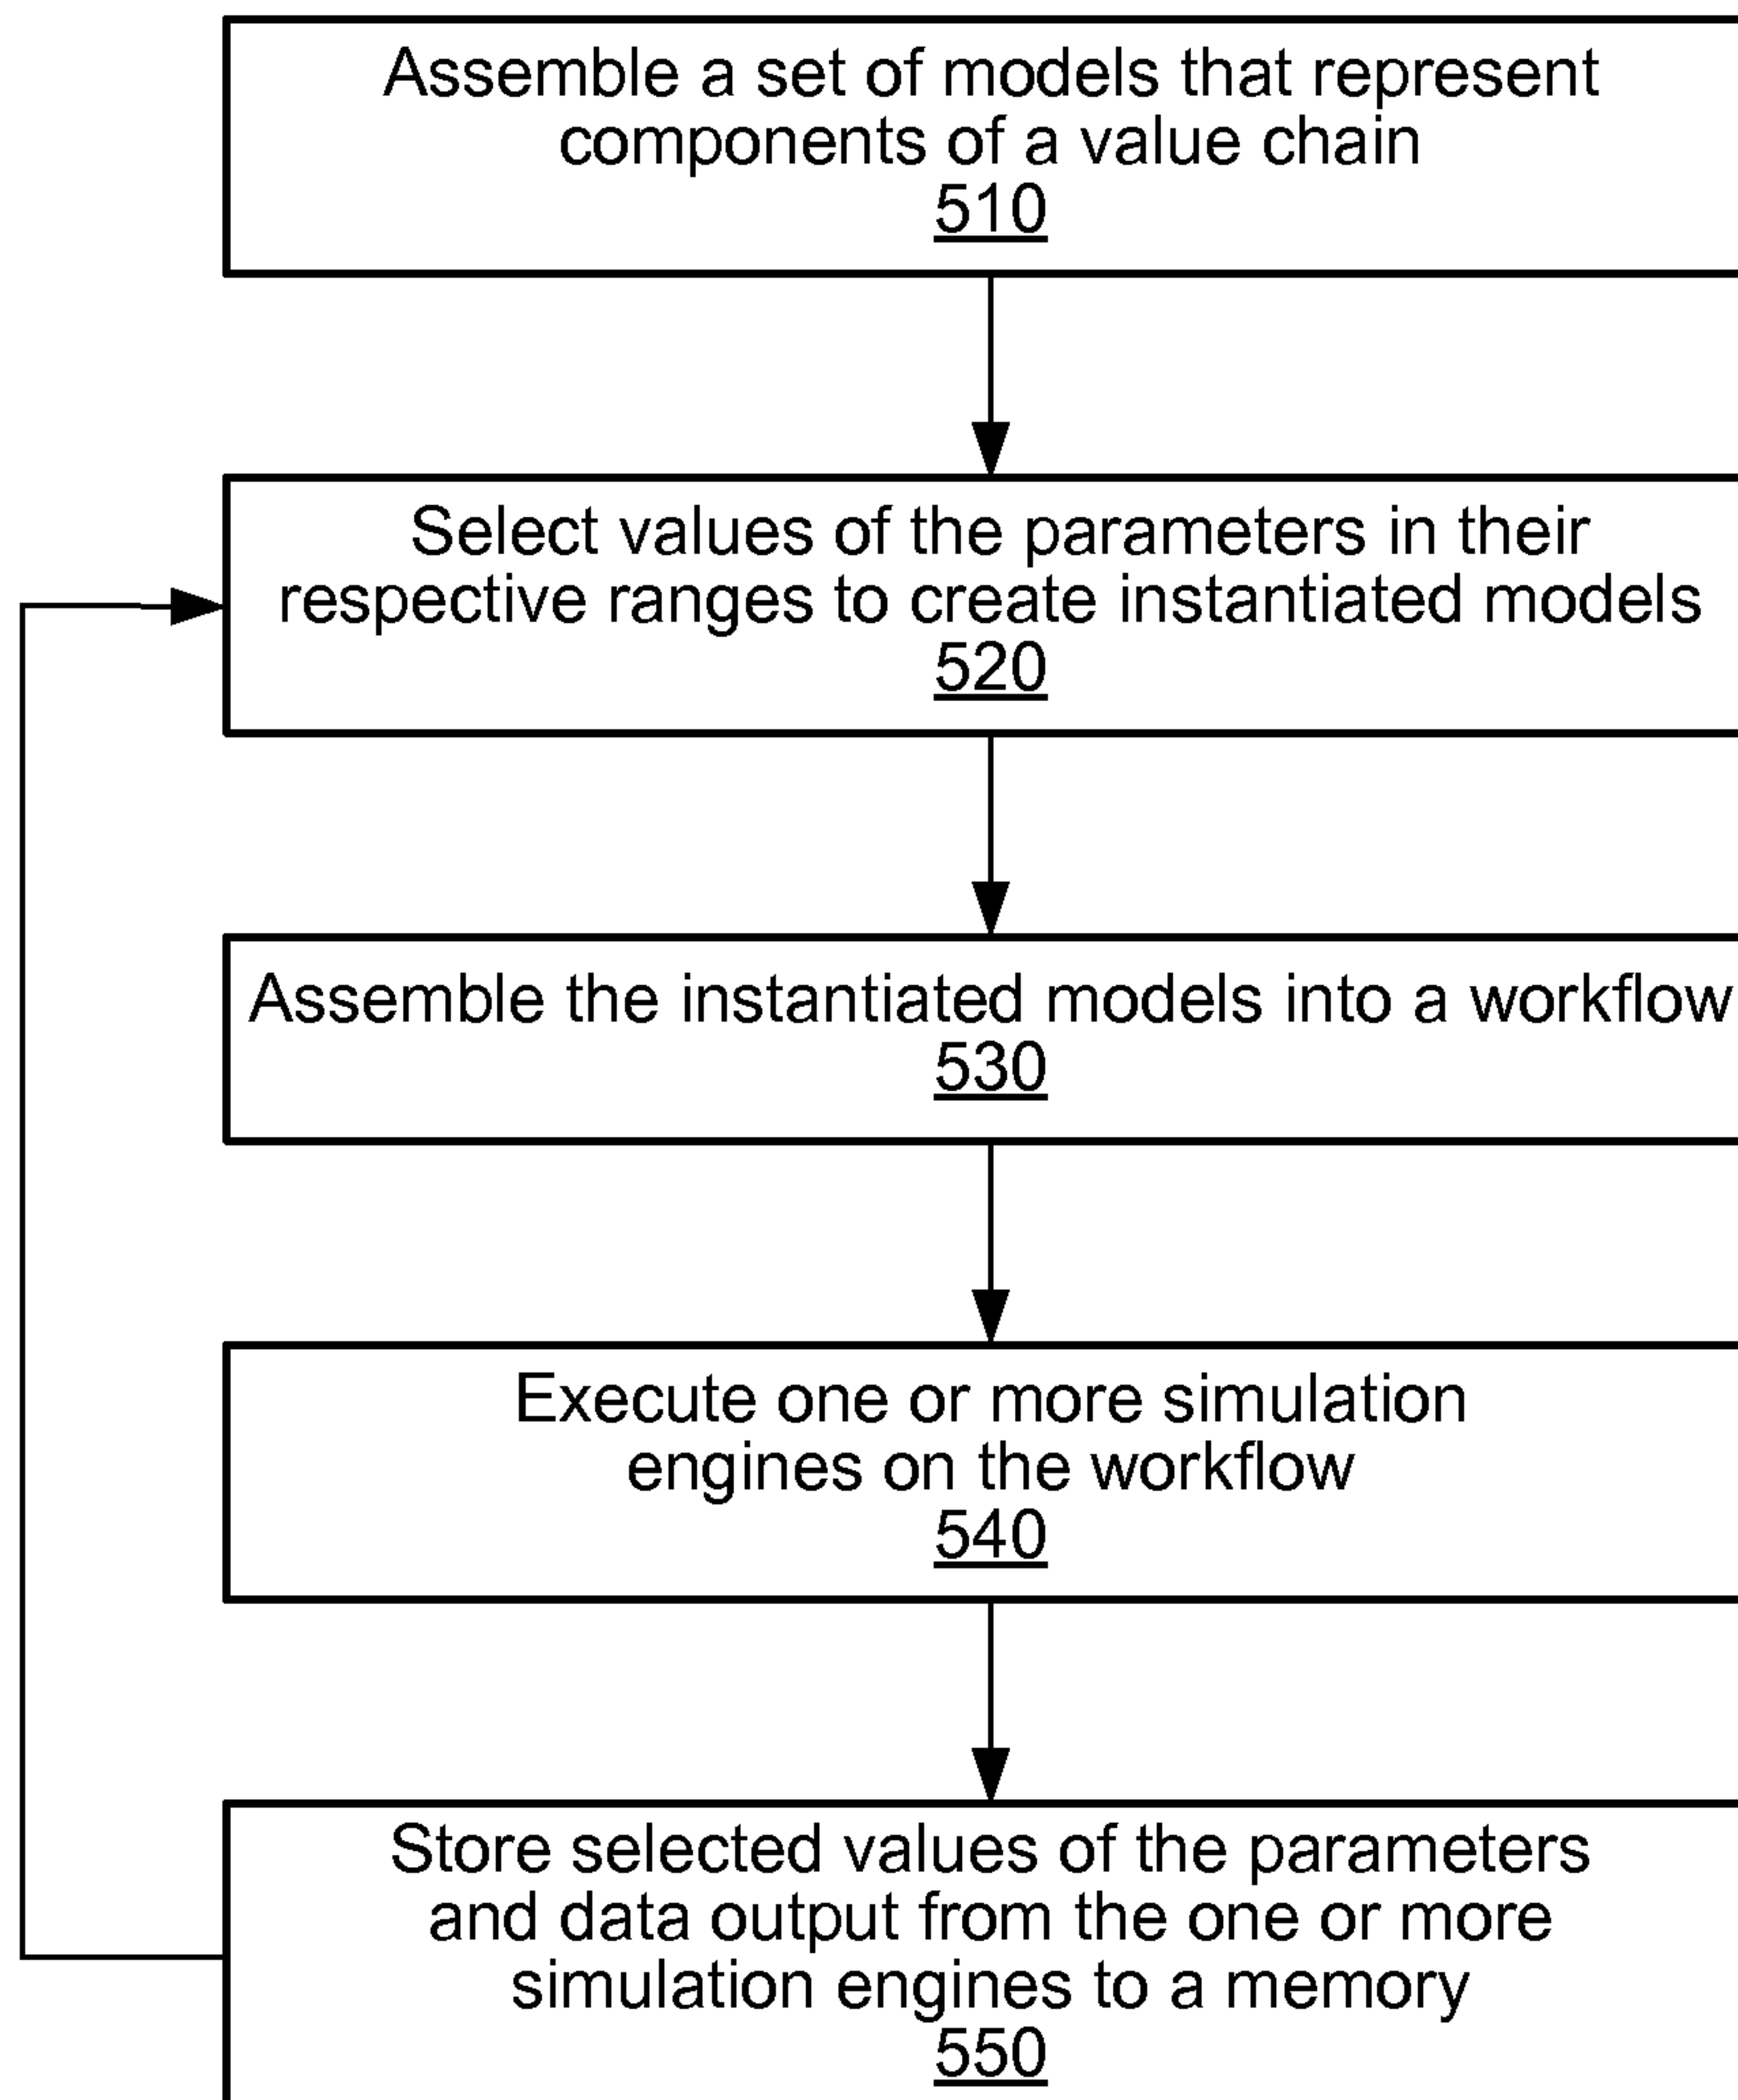 Assemble a set of models that represent
components of a value chain
510
Select values of the parameters in their
respective ranges to create instantiated models
520
Assemble the instantiated models into a workflow
530
Execute one or more simulation
engines on the workflow
540
Store selected values of the parameters
and data output from the one or more
simulation engines to a memory
550